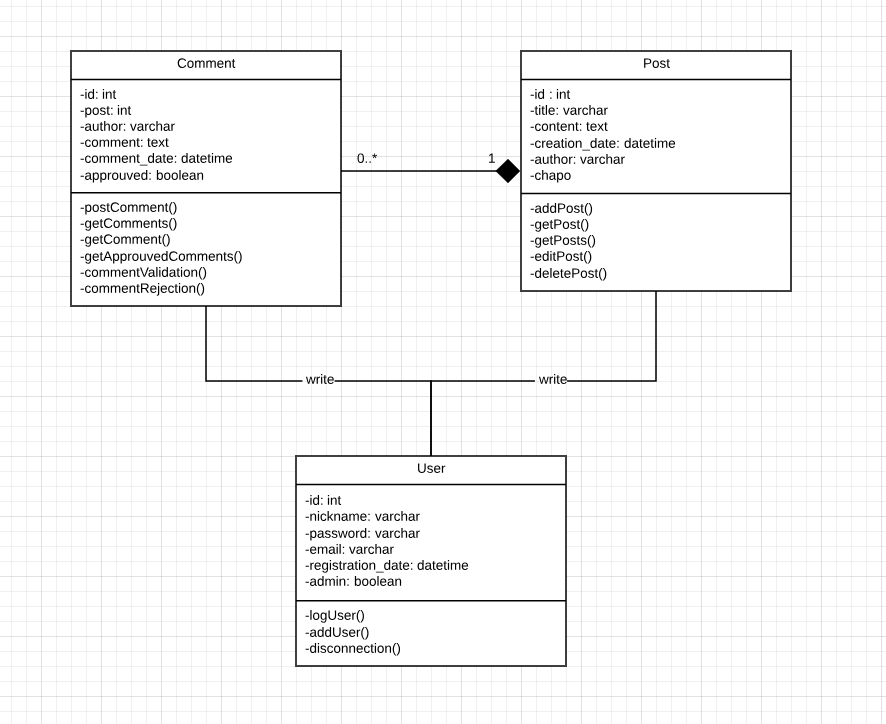 Comment
-id: int
-post: int
-author: varchar
-comment: text
-comment_date: datetime
-approuved: boolean
-postComment()
-getComments()
-getComment()
-getApprouvedComments()
-commentValidation()
-commentRejection()
0..*
1
Post
-id : int
-title: varchar
-content: text
-creation_date: datetime
-author: varchar
-chapo
-addPost()
-getPost()
-getPosts()
-editPost()
-deletePost()
write
write
User
-id: int
-nickname: varchar
-password: varchar
-email: varchar
-registration_date: datetime
-admin: boolean
-logUser()
-addUser()
-disconnection()